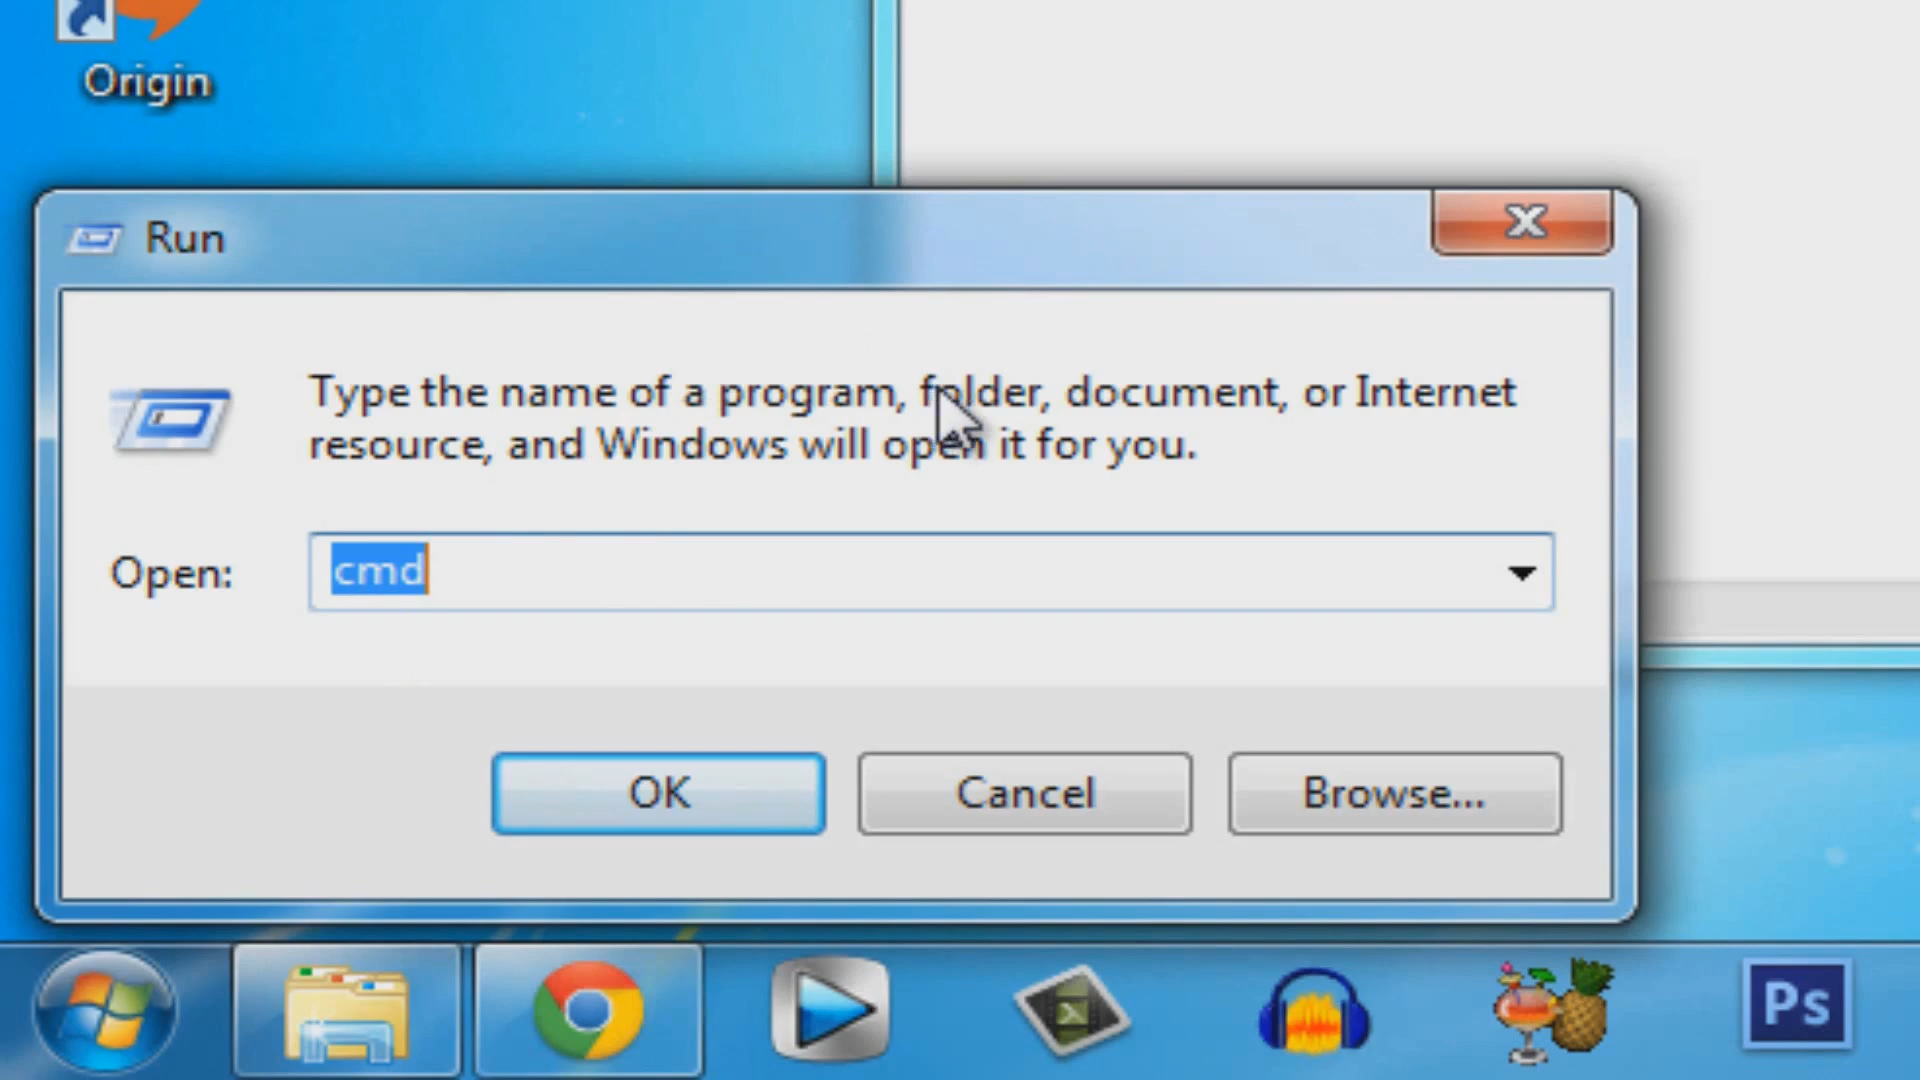 Origin
Run
Type the name of a program, folder, document, or Internet
resource, and Windows will open it for you.
Open:
cmd
OK
Cancel
Browse...
Ps